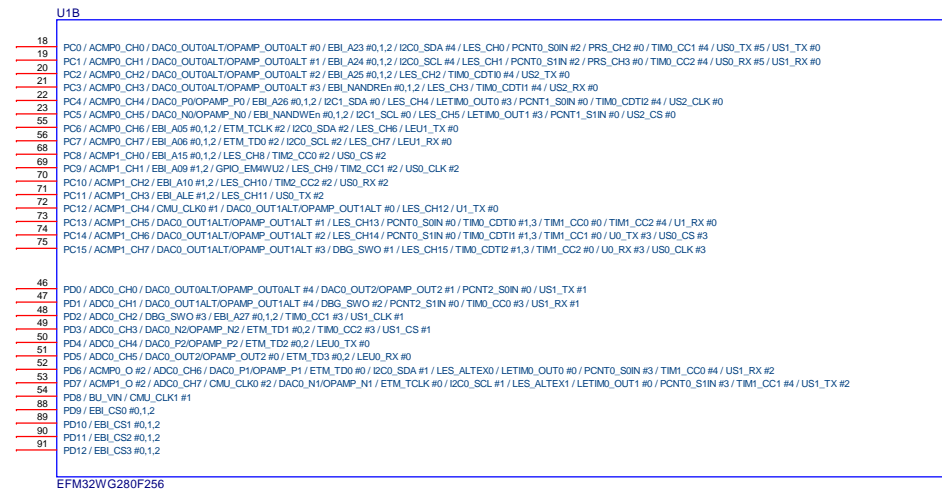 U1B
18 PC0 / ACMP0_CH0 / DAC0_OUT0ALT/OPAMP_OUT0ALT #0 / EBI_A23 #0,1,2 / I2C0_SDA #4 / LES_CH0 / PCNT0_S0IN #2 / PRS_CH2 #0 / TIM0_CC1 #4 / US0_TX #5 / US1_TX #0
19 PC1 / ACMP0_CH1 / DAC0_OUT0ALT/OPAMP_OUT0ALT #1 / EBI_A24 #0,1,2 / I2C0_SCL #4 / LES_CH1 / PCNT0_S1IN #2 / PRS_CH3 #0 / TIM0_CC2 #4 / US0_RX #5 / US1_RX #0
20 PC2 / ACMP0_CH2 / DAC0_OUT0ALT/OPAMP_OUT0ALT #2 / EBI_A25 #0,1,2 / LES_CH2 / TIM0_CDTI0 #4 / US2_TX #0
21 PC3 / ACMP0_CH3 / DAC0_OUT0ALT/OPAMP_OUT0ALT #3 / EBI_NANDREn #0,1,2 / LES_CH3 / TIM0_CDTI1 #4 / US2_RX #0
22 PC4 / ACMP0_CH4 / DAC0_P0/OPAMP_P0 / EBI_A26 #0,1,2 / I2C1_SDA #0 / LES_CH4 / LETIM0_OUT0 #3 / PCNT1_S0IN #0 / TIM0_CDTI2 #4 / US2_CLK #0
23 PC5 / ACMP0_CH5 / DAC0_N0/OPAMP_N0 / EBI_NANDWEn #0,1,2 / I2C1_SCL #0 / LES_CH5 / LETIM0_OUT1 #3 / PCNT1_S1IN #0 / US2_CS #0
55 PC6 / ACMP0_CH6 / EBI_A05 #0,1,2 / ETM_TCLK #2 / I2C0_SDA #2 / LES_CH6 / LEU1_TX #0
56 PC7 / ACMP0_CH7 / EBI_A06 #0,1,2 / ETM_TD0 #2 / I2C0_SCL #2 / LES_CH7 / LEU1_RX #0
68 PC8 / ACMP1_CH0 / EBI_A15 #0,1,2 / LES_CH8 / TIM2_CC0 #2 / US0_CS #2
69 PC9 / ACMP1_CH1 / EBI_A09 #1,2 / GPIO_EM4WU2 / LES_CH9 / TIM2_CC1 #2 / US0_CLK #2
70 PC10 / ACMP1_CH2 / EBI_A10 #1,2 / LES_CH10 / TIM2_CC2 #2 / US0_RX #2
71 PC11 / ACMP1_CH3 / EBI_ALE #1,2 / LES_CH11 / US0_TX #2
72 PC12 / ACMP1_CH4 / CMU_CLK0 #1 / DAC0_OUT1ALT/OPAMP_OUT1ALT #0 / LES_CH12 / U1_TX #0
73 PC13 / ACMP1_CH5 / DAC0_OUT1ALT/OPAMP_OUT1ALT #1 / LES_CH13 / PCNT0_S0IN #0 / TIM0_CDTI0 #1,3 / TIM1_CC0 #0 / TIM1_CC2 #4 / U1_RX #0
74 PC14 / ACMP1_CH6 / DAC0_OUT1ALT/OPAMP_OUT1ALT #2 / LES_CH14 / PCNT0_S1IN #0 / TIM0_CDTI1 #1,3 / TIM1_CC1 #0 / U0_TX #3 / US0_CS #3
75 PC15 / ACMP1_CH7 / DAC0_OUT1ALT/OPAMP_OUT1ALT #3 / DBG_SWO #1 / LES_CH15 / TIM0_CDTI2 #1,3 / TIM1_CC2 #0 / U0_RX #3 / US0_CLK #3
46 PD0 / ADC0_CH0 / DAC0_OUT0ALT/OPAMP_OUT0ALT #4 / DAC0_OUT2/OPAMP_OUT2 #1 / PCNT2_S0IN #0 / US1_TX #1
47 PD1 / ADC0_CH1 / DAC0_OUT1ALT/OPAMP_OUT1ALT #4 / DBG_SWO #2 / PCNT2_S1IN #0 / TIM0_CC0 #3 / US1_RX #1
48 PD2 / ADC0_CH2 / DBG_SWO #3 / EBI_A27 #0,1,2 / TIM0_CC1 #3 / US1_CLK #1
49 PD3 / ADC0_CH3 / DAC0_N2/OPAMP_N2 / ETM_TD1 #0,2 / TIM0_CC2 #3 / US1_CS #1
50 PD4 / ADC0_CH4 / DAC0_P2/OPAMP_P2 / ETM_TD2 #0,2 / LEU0_TX #0
51 PD5 / ADC0_CH5 / DAC0_OUT2/OPAMP_OUT2 #0 / ETM_TD3 #0,2 / LEU0_RX #0
52 PD6 / ACMP0_O #2 / ADC0_CH6 / DAC0_P1/OPAMP_P1 / ETM_TD0 #0 / I2C0_SDA #1 / LES_ALTEX0 / LETIM0_OUT0 #0 / PCNT0_S0IN #3 / TIM1_CC0 #4 / US1_RX #2
53 PD7 / ACMP1_O #2 / ADC0_CH7 / CMU_CLK0 #2 / DAC0_N1/OPAMP_N1 / ETM_TCLK #0 / I2C0_SCL #1 / LES_ALTEX1 / LETIM0_OUT1 #0 / PCNT0_S1IN #3 / TIM1_CC1 #4 / US1_TX #2
54 PD8 / BU_VIN / CMU_CLK1 #1
88 PD9 / EBI_CS0 #0,1,2
89 PD10 / EBI_CS1 #0,1,2
90 PD11 / EBI_CS2 #0,1,2
91 PD12 / EBI_CS3 #0,1,2
EFM32WG280F256